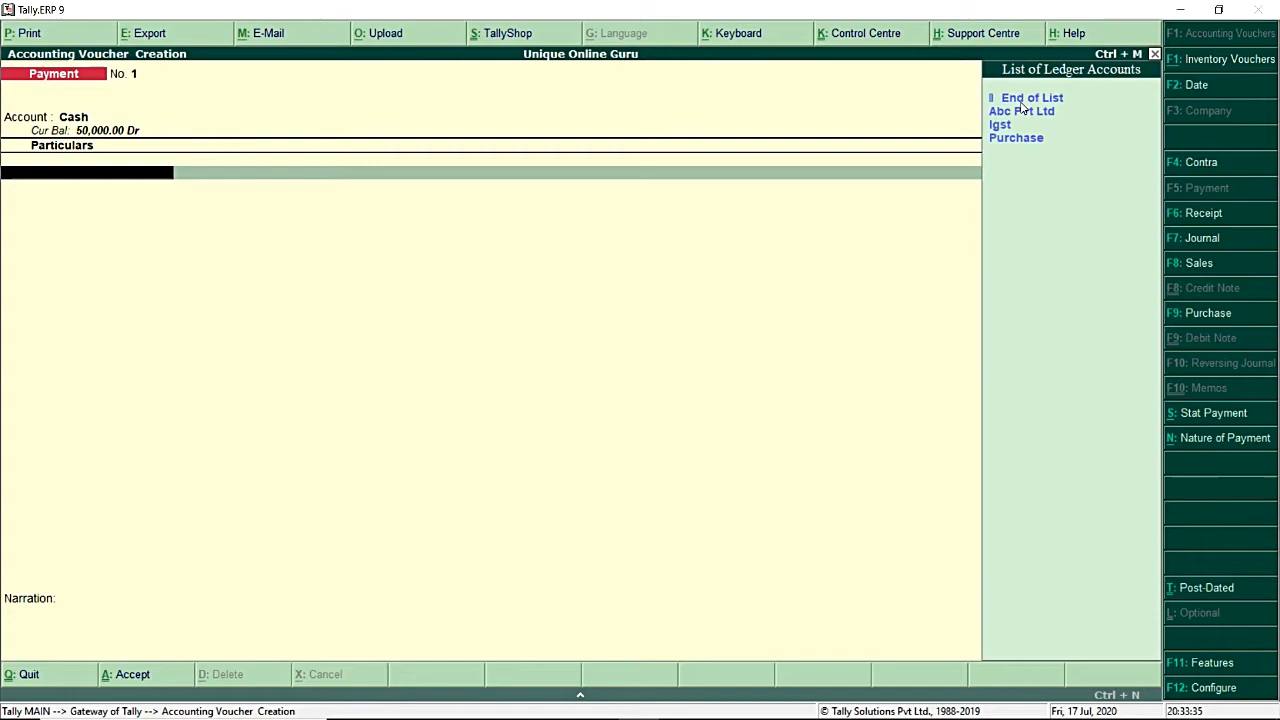 Tally.ERP 9
P: Print
E: Export
M: E-Mail
O: Upload
S: TallyShop
G: Language
K: Keyboard
K: Control Centre
H: Support Centre
H: Help
Accounting Voucher Creation
Unique Online Guru
Ctrl + M
Payment No. 1
Account : Cash
Cur Bal: 50,000.00 Dr
Particulars
Narration:
List of Ledger Accounts
End of List
Abc Pvt Ltd
Igst
Purchase
F1: Accounting Vouchers
F1: Inventory Vouchers
F2: Date
F3: Company
F4: Contra
F5: Payment
F6: Receipt
F7: Journal
F8: Sales
F8: Credit Note
F9: Purchase
F9: Debit Note
F10: Reversing Journal
F10: Memos
S: Stat Payment
N: Nature of Payment
T: Post-Dated
L: Optional
F11: Features
F12: Configure
Q: Quit
A: Accept
D: Delete
X: Cancel
Ctrl + N
Tally MAIN --> Gateway of Tally --> Accounting Voucher Creation
© Tally Solutions Pvt Ltd., 1988-2019
Fri, 17 Jul, 2020
20:33:35